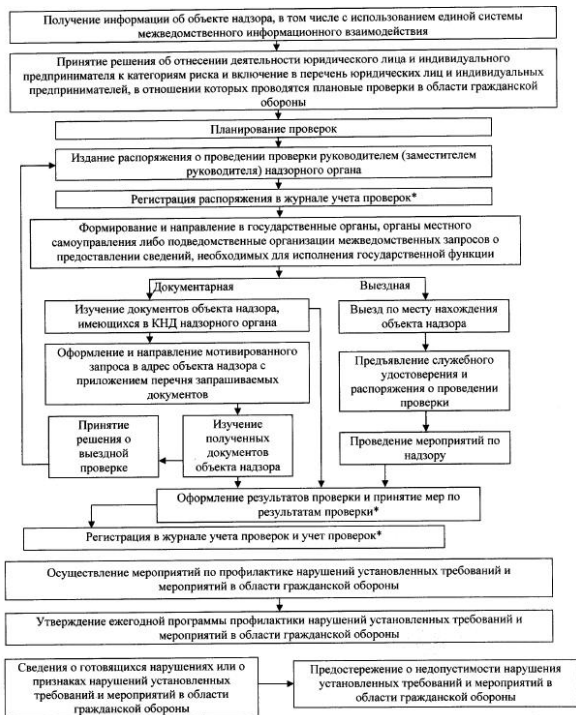 Получение информации об объекте надзора, в том числе с использованием единой системы
межведомственного информационного взаимодействия
Принятие решения об отнесении деятельности юридического лица и индивидуального
предпринимателя к категориям риска и включение в перечень юридических лиц и индивидуальных
предпринимателей, в отношении которых проводятся плановые проверки в области гражданской
обороны
Планирование проверок
Издание распоряжения о проведении проверки руководителем (заместителем
руководителя) надзорного органа
Регистрация распоряжения в журнале учета проверок*
Формирование и направление в государственные органы, органы местного
самоуправления либо подведомственные организации межведомственных запросов о
предоставлении сведений, необходимых для исполнения государственной функции
Документарная
Выездная
Изучение документов объекта надзора,
имеющихся в КНД надзорного органа
Выезд по месту нахождения
объекта надзора
Оформление и направление мотивированного
запроса в адрес объекта надзора с
приложением перечня запрашиваемых
документов
Предъявление служебного
удостоверения и
распоряжения о проведении
проверки
Принятие
решения о
выездной
проверке
Изучение
полученных
документов
объекта надзора
Проведение мероприятий по
надзору
Оформление результатов проверки и принятие мер по
результатам проверки*
Регистрация в журнале учета проверок и учет проверок*
Осуществление мероприятий по профилактике нарушений установленных требований и
мероприятий в области гражданской обороны
Утверждение ежегодной программы профилактики нарушений установленных требований и
мероприятий в области гражданской обороны
Сведения о готовящихся нарушениях или о
признаках нарушений установленных
требований и мероприятий в области
гражданской обороны
Предостережение о недопустимости нарушения
установленных требований и мероприятий в
области гражданской обороны